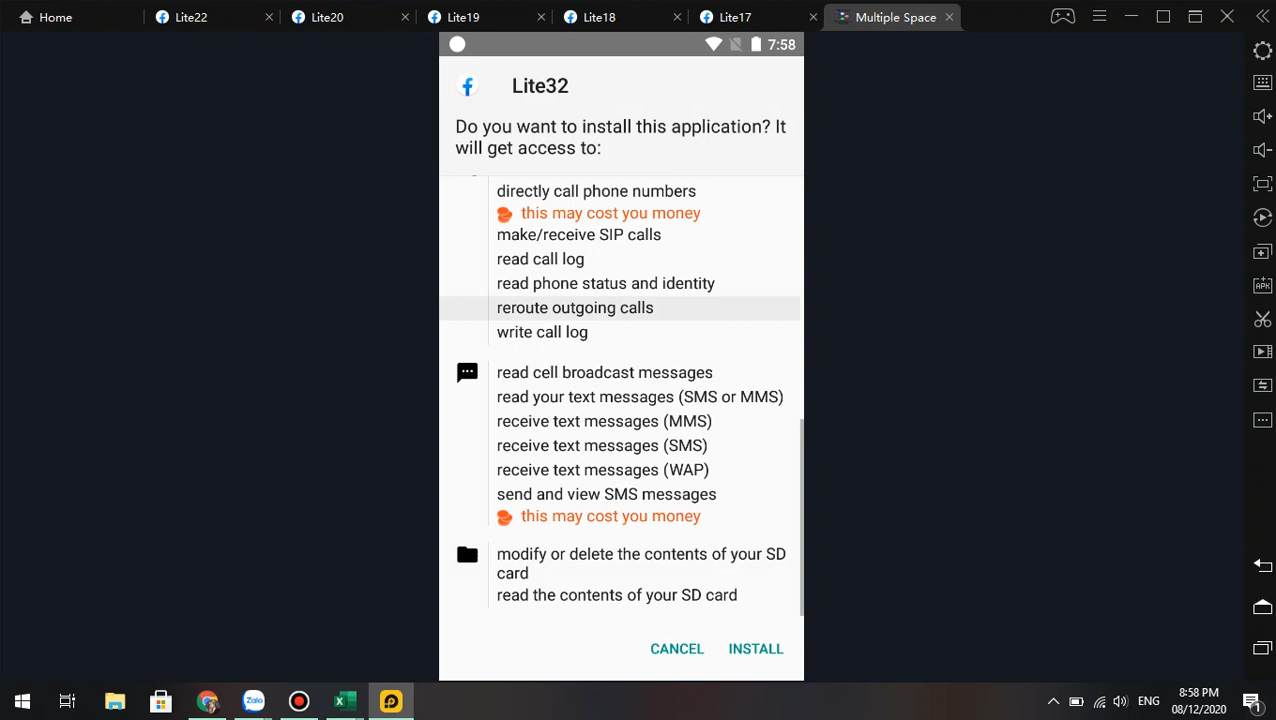 Home
Lite22
Lite20
Lite19
Lite18
Lite17
Multiple Space
7:58
Lite32
Do you want to install this application? It
will get access to:
directly call phone numbers
this may cost you money
make/receive SIP calls
read call log
read phone status and identity
reroute outgoing calls
write call log
read cell broadcast messages
read your text messages (SMS or MMS)
receive text messages (MMS)
receive text messages (SMS)
receive text messages (WAP)
send and view SMS messages
this may cost you money
modify or delete the contents of your SD
card
read the contents of your SD card
CANCEL
INSTALL
APK
Zalo
ENG
8:58 PM
08/12/2020
1